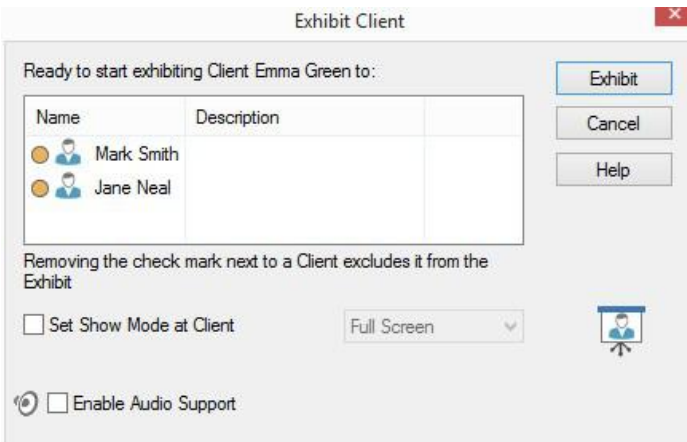 Exhibit Client
Ready to start exhibiting Client Emma Green to:
Exhibit
Name Description
Cancel
Mark Smith
Help
Jane Neal
Removing the check mark next to a Client excludes it from the
Exhibit
Set Show Mode at Client Full Screen
Enable Audio Support